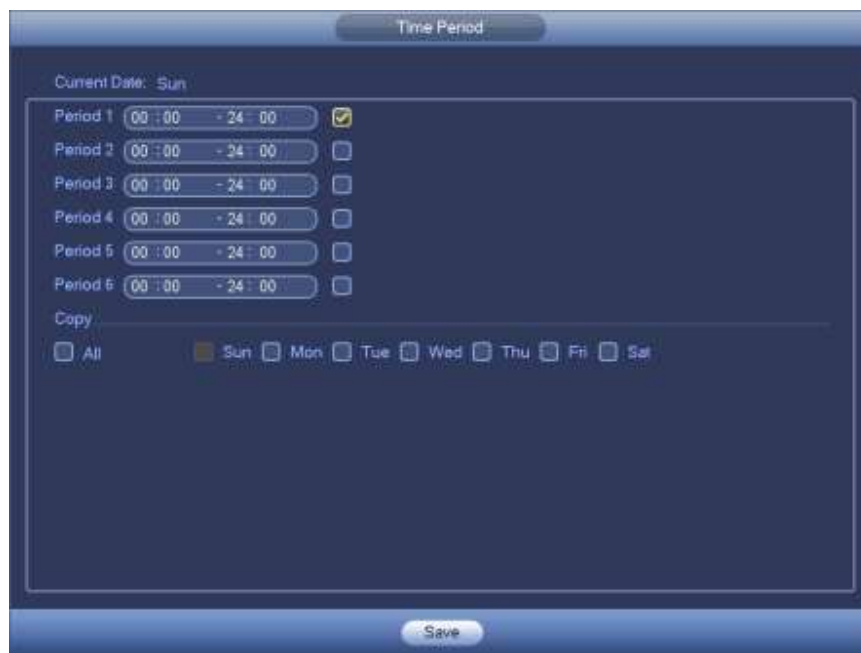 Time Period
Current Date: Sun
Period 1 00 :00 - 24 : 00
Period 2 00 :00 - 24 : 00
Period 3 00 :00 - 24 : 00
Period 4 00 :00 - 24 : 00
Period 5 00 :00 - 24 : 00
Period 6 00 :00 - 24 : 00
Copy
All Sun Mon Tue Wed Thu Fri Sat
Save